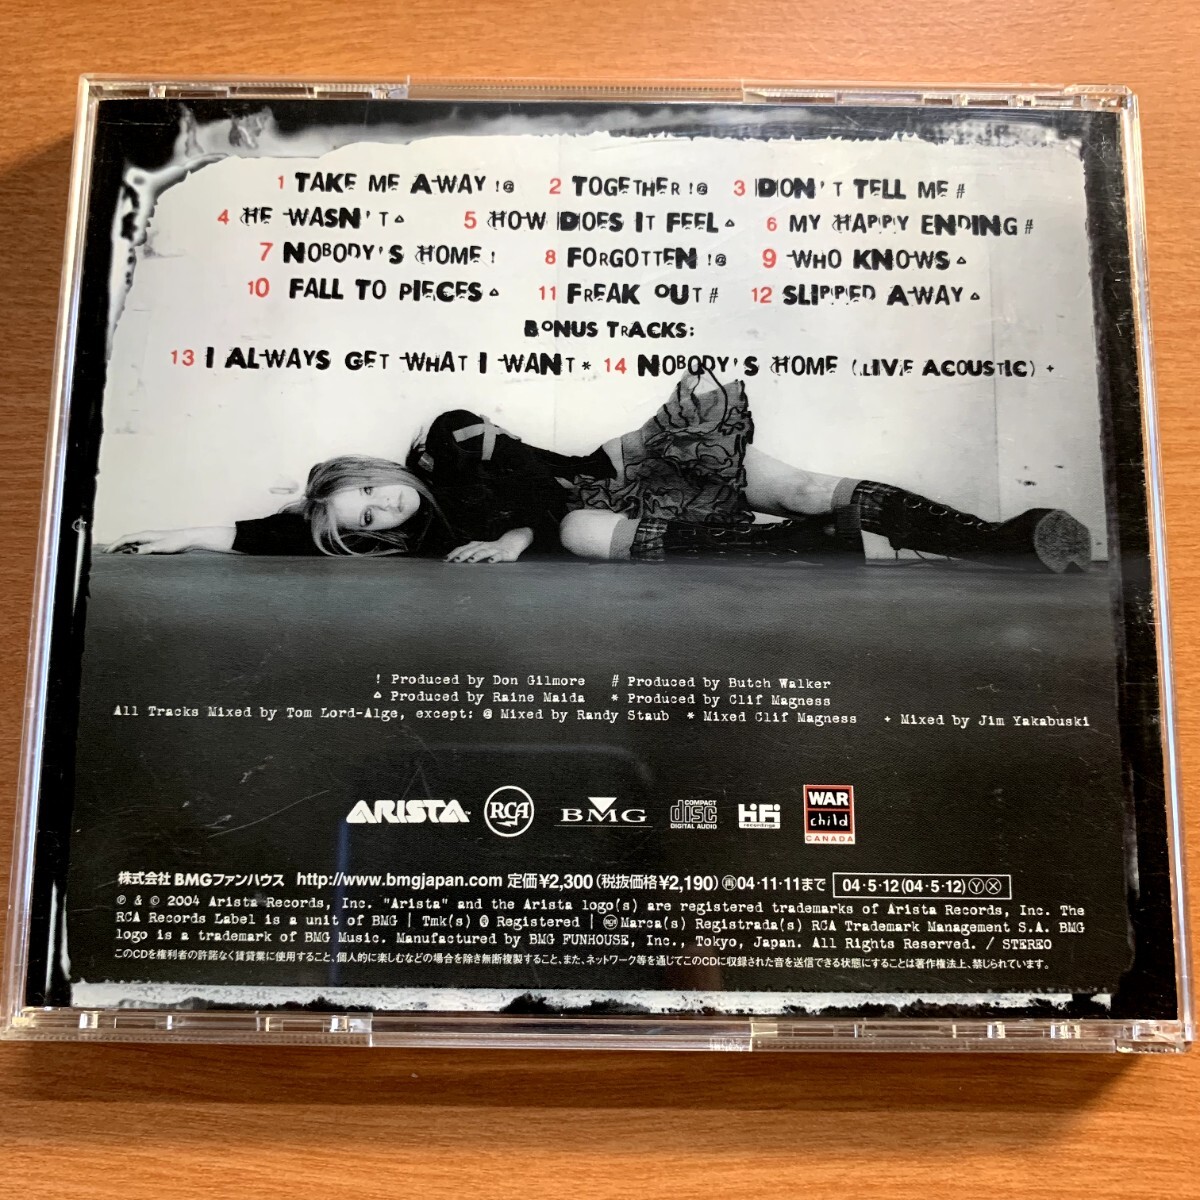 1 TAKE ME AWAY !@ 2 TOGETHER !@ 3 DON'T TELL ME #
4 HE WASN'T △ 5 HOW DOES IT FEEL △ 6 MY HAPPY ENDING #
7 NOBODY'S HOME ! 8 FORGOTTEN !@ 9 WHO KNOWS △
10 FALL TO PIECES △ 11 FREAK OUT # 12 SLIPPED AWAY △
BONUS TRACKS:
13 I ALWAYS GET WHAT I WANT * 14 NOBODY'S HOME (LIVE ACOUSTIC) +
! Produced by Don Gilmore # Produced by Butch Walker
△ Produced by Raine Maida * Produced by Clif Magness
All Tracks Mixed by Tom Lord-Alge, except: @ Mixed by Randy Staub * Mixed Clif Magness + Mixed by Jim Yakabuski
ARISTA RCA BMG COMPACT disc DIGITAL AUDIO HiFi recordings WAR child CANADA
株式会社 BMGファンハウス http://www.bmgjapan.com 定価¥2,300(税抜価格¥2,190) ㊢04・11・11まで 04・5・12(04・5・12)ⓎⓍ
℗ & © 2004 Arista Records, Inc. "Arista" and the Arista logo(s) are registered trademarks of Arista Records, Inc. The
RCA Records Label is a unit of BMG | Tmk(s) ® Registered | Marca(s) Registrada(s) RCA Trademark Management S.A. BMG
logo is a trademark of BMG Music. Manufactured by BMG FUNHOUSE, Inc., Tokyo, Japan. All Rights Reserved. / STEREO
このCDを権利者の許諾なく賃貸業に使用すること、個人的に楽しむなどの場合を除き無断複製すること、また、ネットワーク等を通じてこのCDに収録された音を送信できる状態にすることは著作権法上、禁じられています。